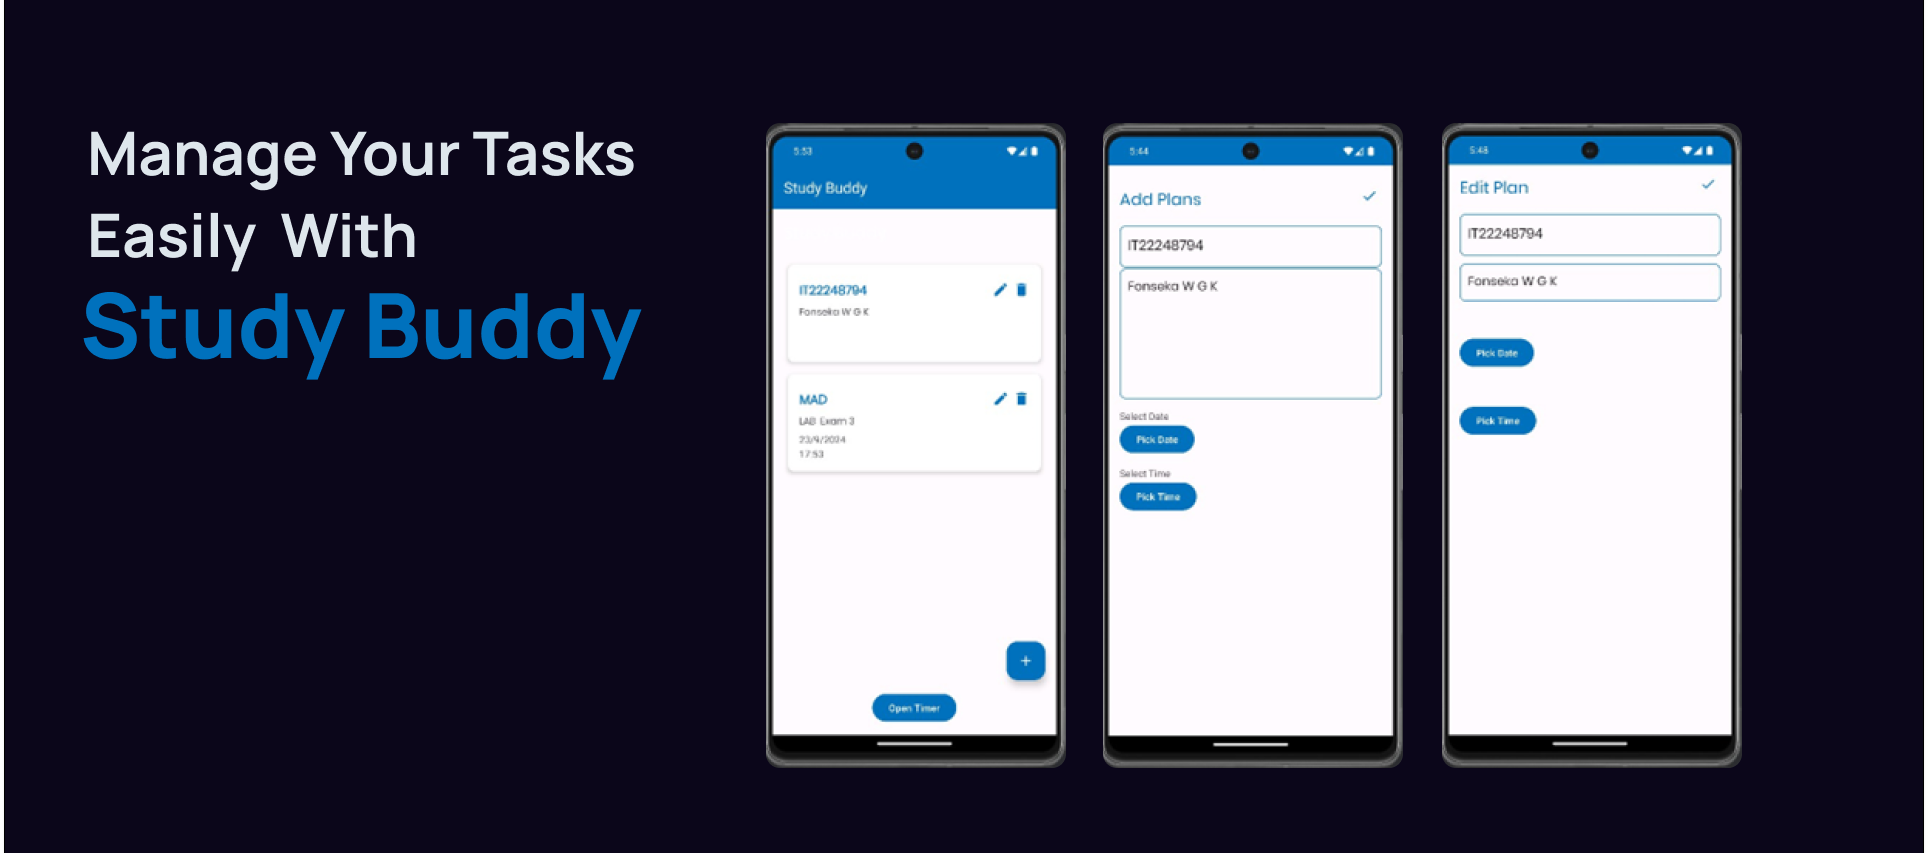 Manage Your Tasks
Easily With
Study Buddy
5:53
Study Buddy
IT22248794
Fonseka W G K
MAD
LAB Exam 3
23/9/2024
17:53
+
Open Timer
5:44
Add Plans
IT22248794
Fonseka W G K
Select Date
Pick Date
Select Time
Pick Time
5:48
Edit Plan
IT22248794
Fonseka W G K
Pick Date
Pick Time